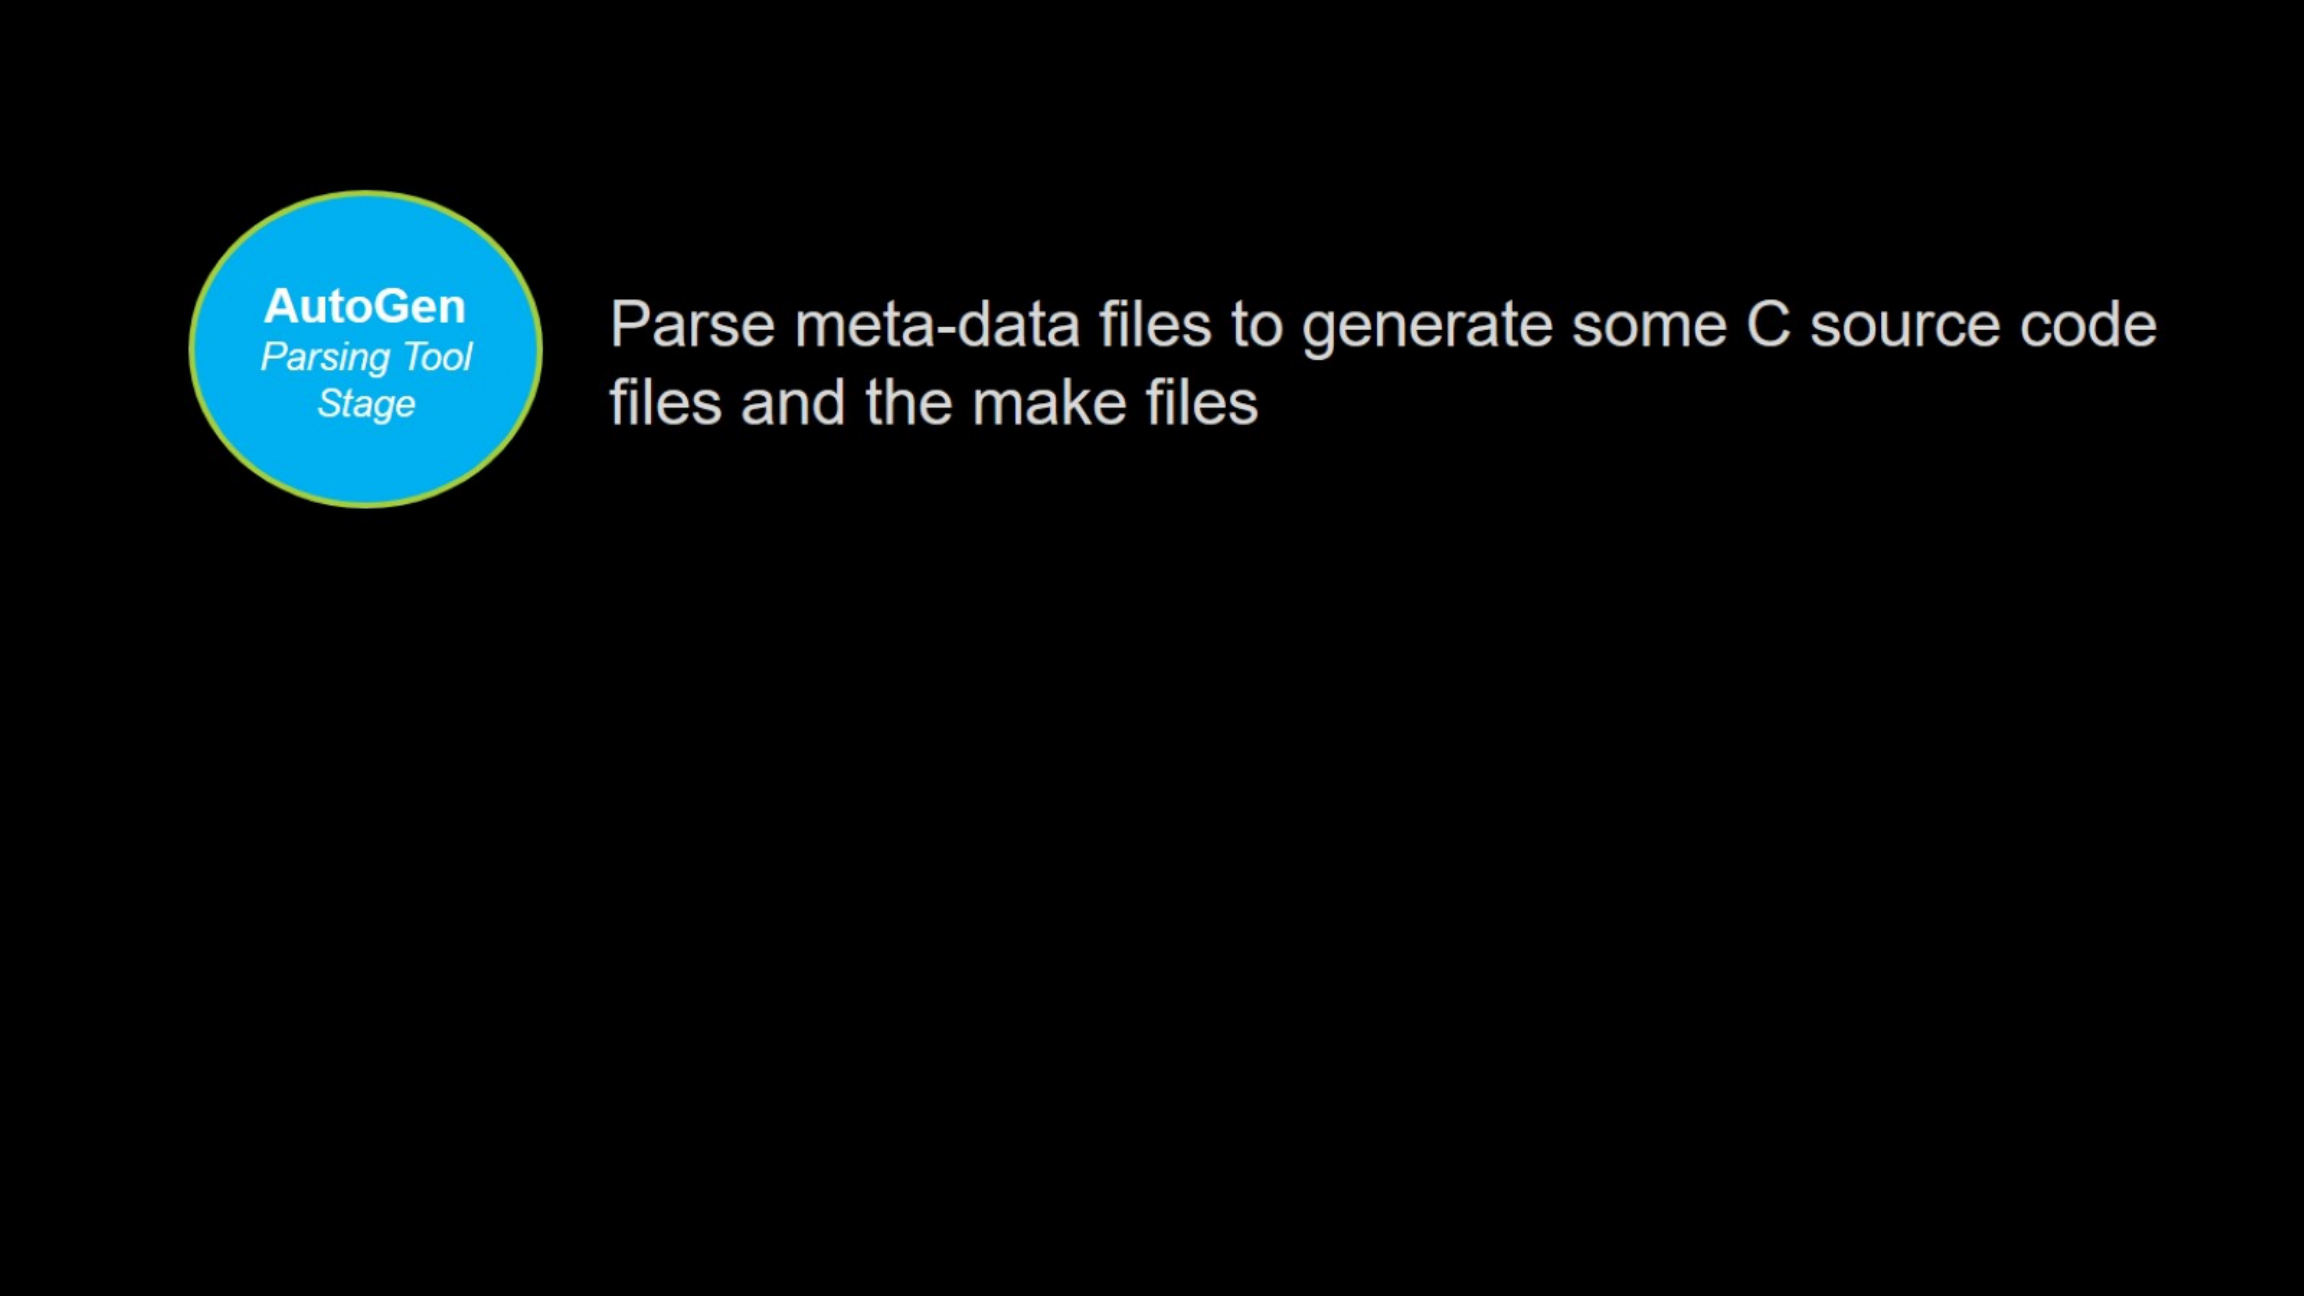 AutoGen
Parsing Tool
Stage
Parse meta-data files to generate some C source code
files and the make files